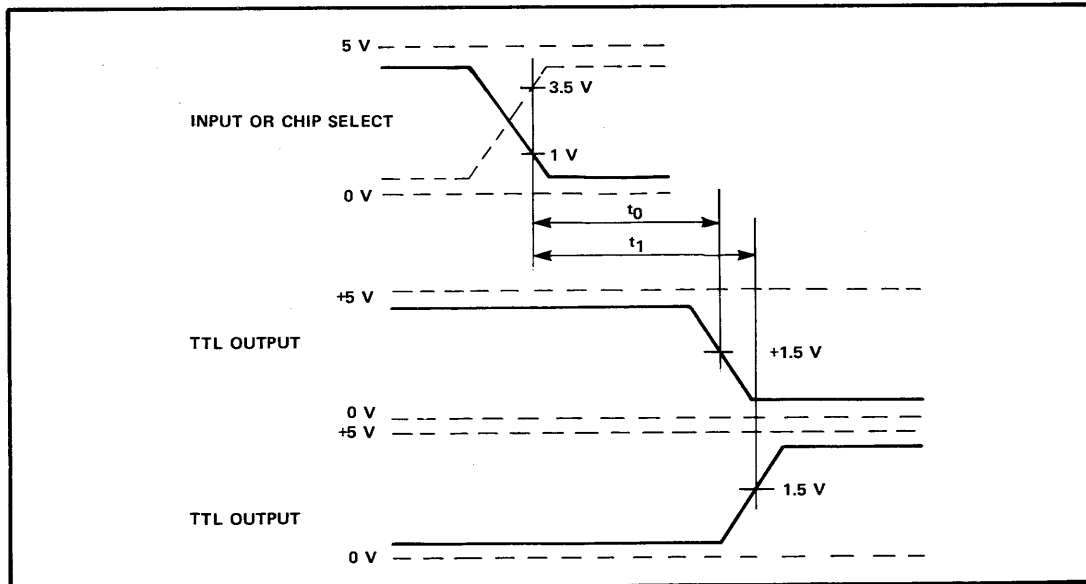 5 V
3.5 V
INPUT OR CHIP SELECT
1 V
0 V
t0
t1
+5 V
TTL OUTPUT
+1.5 V
0 V
+5 V
1.5 V
TTL OUTPUT
0 V